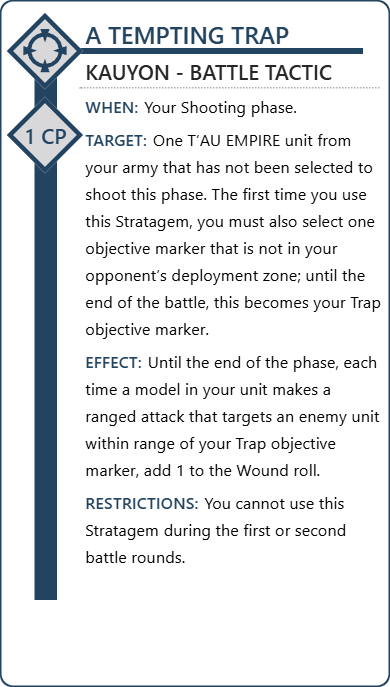 A TEMPTING TRAP
KAUYON - BATTLE TACTIC
1 CP
WHEN: Your Shooting phase.
TARGET: One T’AU EMPIRE unit from
your army that has not been selected to
shoot this phase. The first time you use
this Stratagem, you must also select one
objective marker that is not in your
opponent’s deployment zone; until the
end of the battle, this becomes your Trap
objective marker.
EFFECT: Until the end of the phase, each
time a model in your unit makes a
ranged attack that targets an enemy unit
within range of your Trap objective
marker, add 1 to the Wound roll.
RESTRICTIONS: You cannot use this
Stratagem during the first or second
battle rounds.